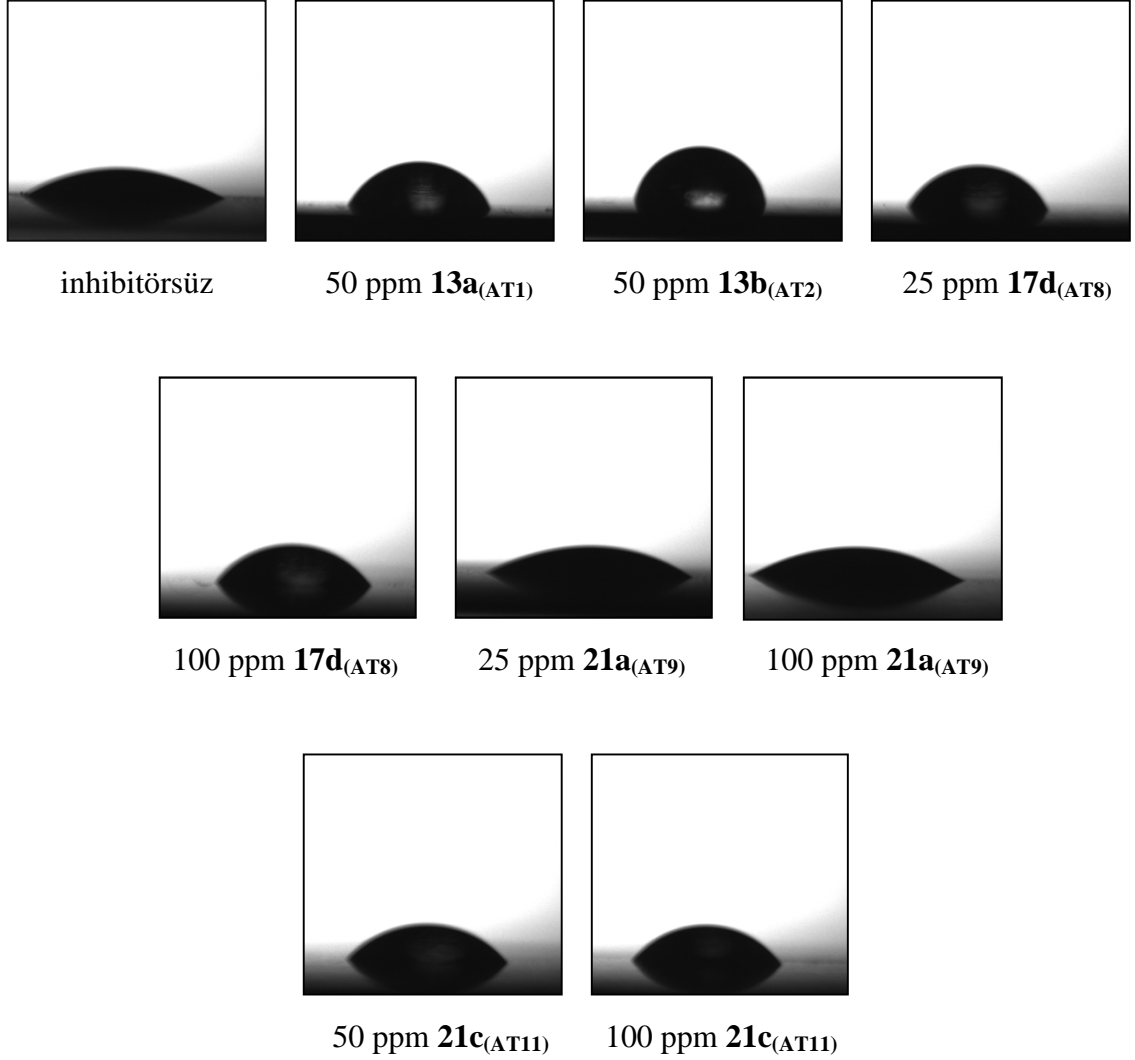 inhibitörsüz 50 ppm 13a(AT1) 50 ppm 13b(AT2) 25 ppm 17d(AT8)
100 ppm 17d(AT8) 25 ppm 21a(AT9) 100 ppm 21a(AT9)
50 ppm 21c(AT11) 100 ppm 21c(AT11)